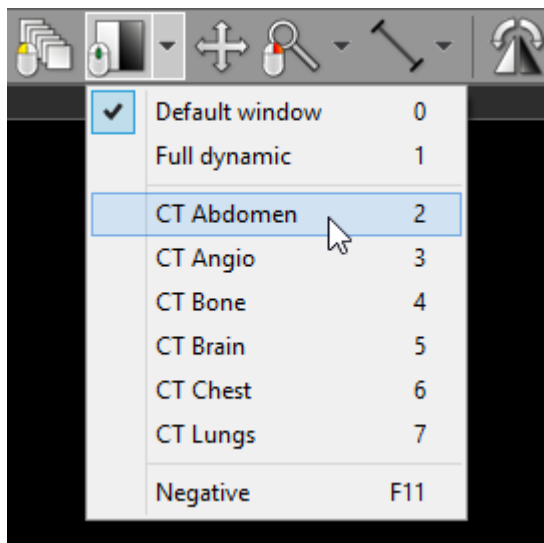 Default window 0
Full dynamic 1
CT Abdomen 2
CT Angio 3
CT Bone 4
CT Brain 5
CT Chest 6
CT Lungs 7
Negative F11